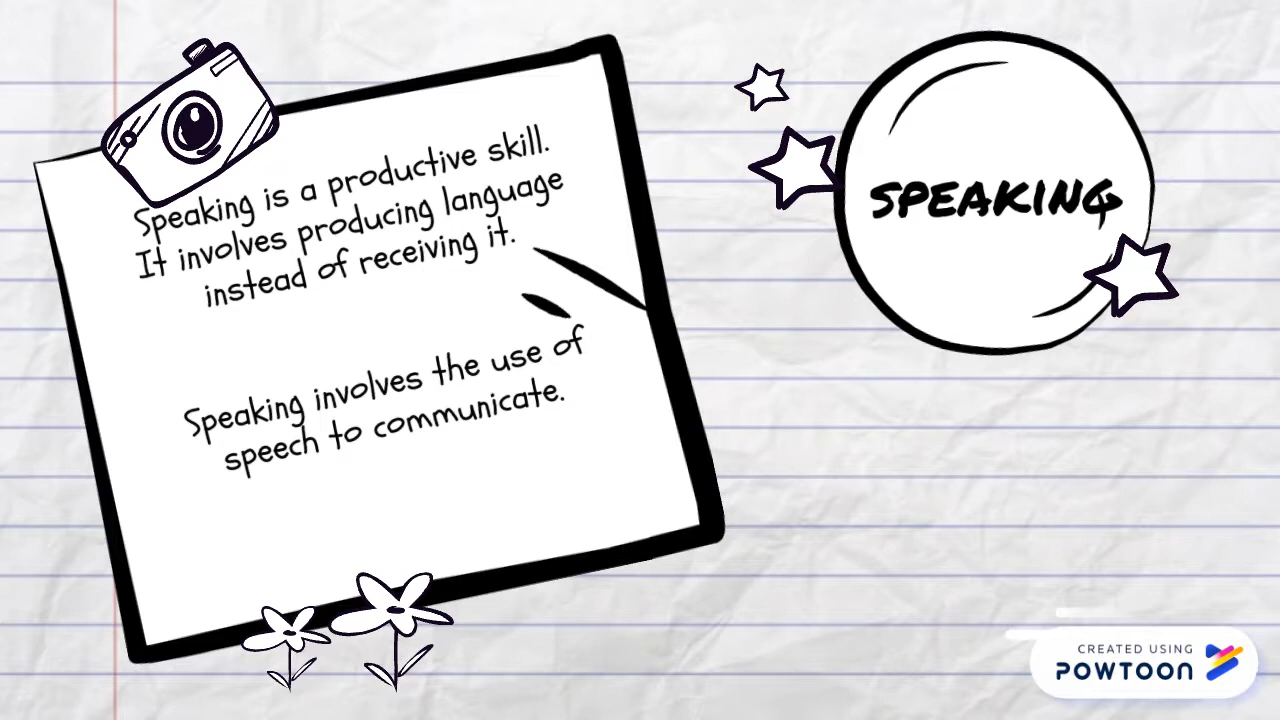 Speaking is a productive skill.
It involves producing language
instead of receiving it.
Speaking involves the use of
speech to communicate.
SPEAKING
CREATED USING
POWTOON